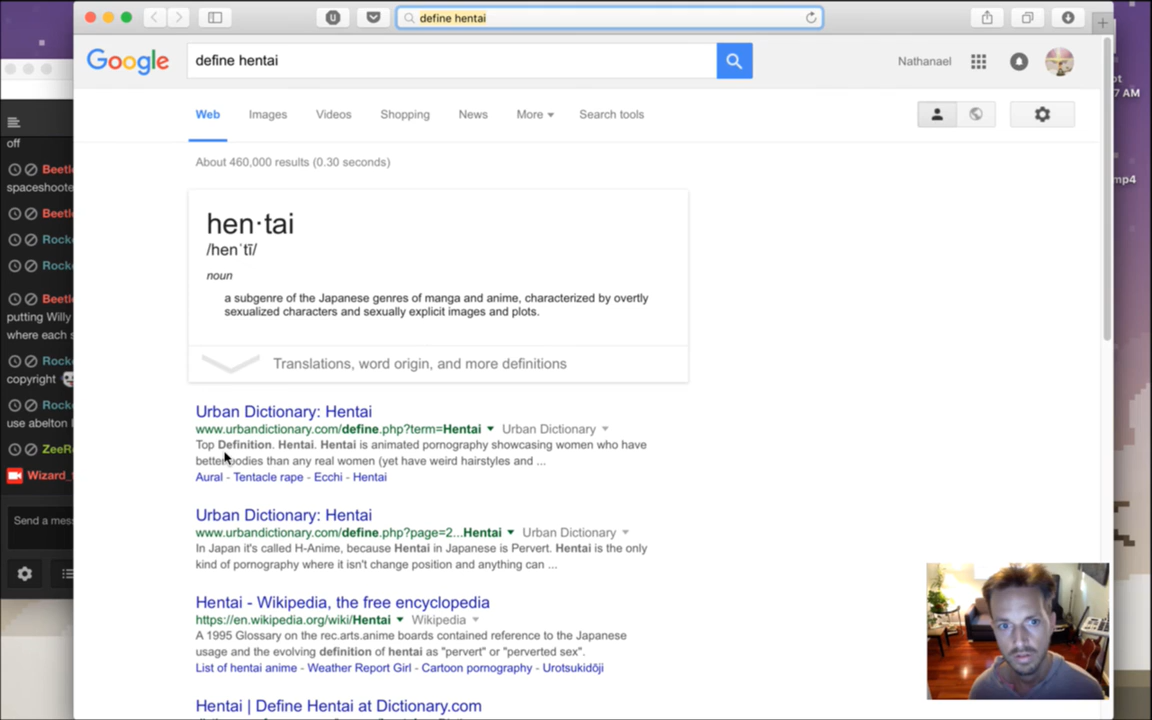 define hentai
Google
define hentai
Nathanael
Web
Images
Videos
Shopping
News
More
Search tools
About 460,000 results (0.30 seconds)
hen·tai
/henˈtī/
noun
a subgenre of the Japanese genres of manga and anime, characterized by overtly
sexualized characters and sexually explicit images and plots.
Translations, word origin, and more definitions
Urban Dictionary: Hentai
www.urbandictionary.com/define.php?term=Hentai Urban Dictionary
Top Definition. Hentai. Hentai is animated pornography showcasing women who have
better bodies than any real women (yet have weird hairstyles and ...
Aural - Tentacle rape - Ecchi - Hentai
Urban Dictionary: Hentai
www.urbandictionary.com/define.php?page=2...Hentai Urban Dictionary
In Japan it's called H-Anime, because Hentai in Japanese is Pervert. Hentai is the only
kind of pornography where it isn't change position and anything can ...
Hentai - Wikipedia, the free encyclopedia
https://en.wikipedia.org/wiki/Hentai Wikipedia
A 1995 Glossary on the rec.arts.anime boards contained reference to the Japanese
usage and the evolving definition of hentai as "pervert" or "perverted sex".
List of hentai anime - Weather Report Girl - Cartoon pornography - Urotsukidōji
Hentai | Define Hentai at Dictionary.com
off
Beetl
spaceshoote
Beetl
Rock
Rock
Beetl
putting Willy
where each s
Rock
copyright
Rock
use abelton l
ZeeR
Wizard_
Send a mess
7 AM
mp4